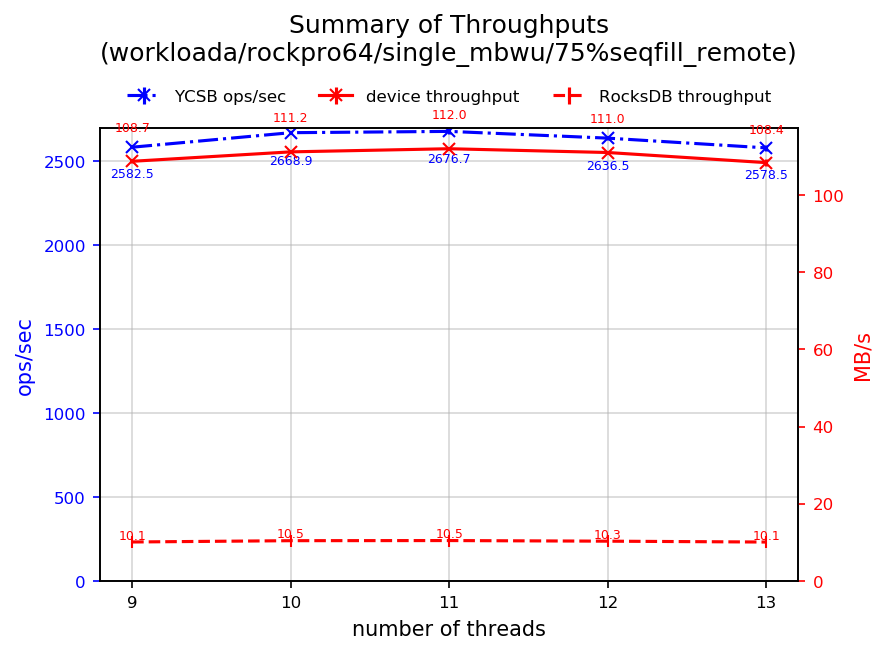 Summary of Throughputs
(workloada/rockpro64/single_mbwu/75%seqfill_remote)
YCSB ops/sec device throughput RocksDB throughput
108.7 111.2 112.0 111.0 108.4
2582.5 2668.9 2676.7 2636.5 2578.5
10.1 10.5 10.5 10.3 10.1
2500
2000
1500
1000
500
0
ops/sec
100
80
60
40
20
0
MB/s
9 10 11 12 13
number of threads